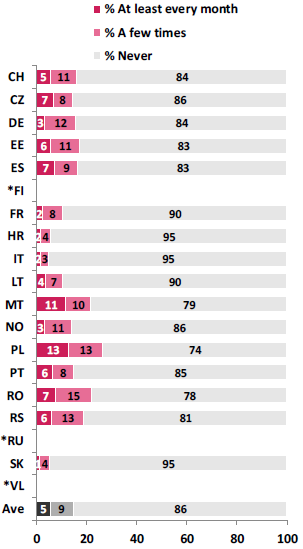 % At least every month
% A few times
% Never
CH 5 11 84
CZ 7 8 86
DE 3 12 84
EE 6 11 83
ES 7 9 83
*FI
FR 2 8 90
HR 2 4 95
IT 2 3 95
LT 4 7 90
MT 11 10 79
NO 3 11 86
PL 13 13 74
PT 6 8 85
RO 7 15 78
RS 6 13 81
*RU
SK 1 4 95
*VL
Ave 5 9 86
0 20 40 60 80 100